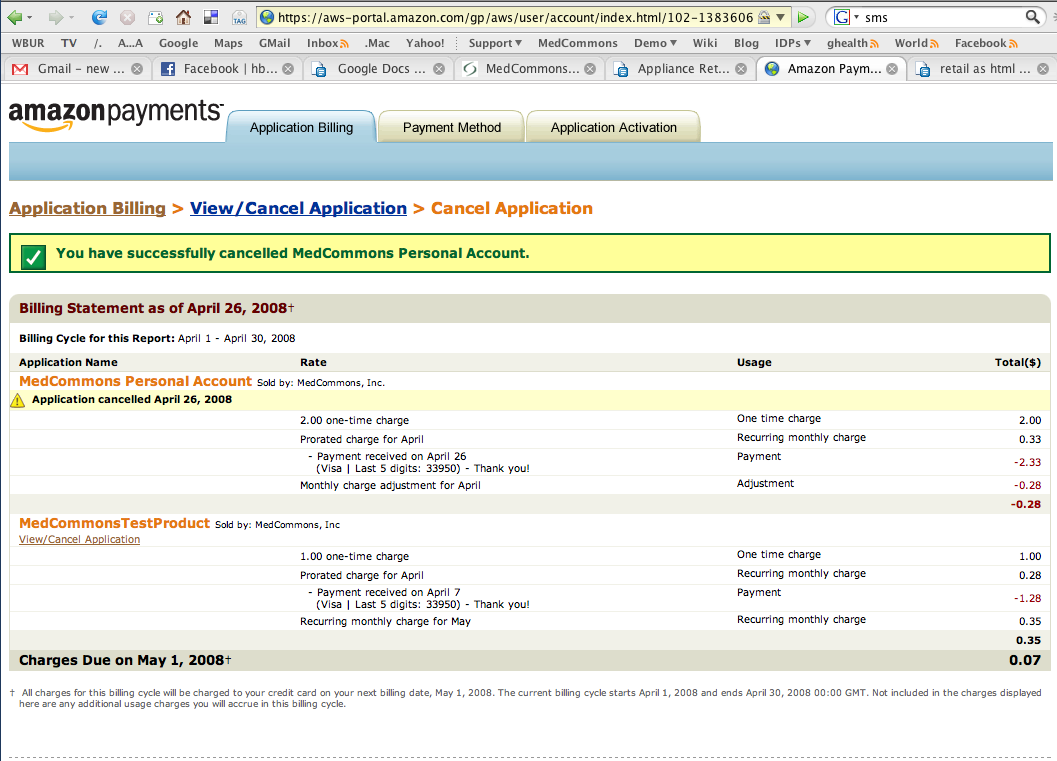 https://aws-portal.amazon.com/gp/aws/user/account/index.html/102-1383606
G sms
TAG
WBUR TV /. A...A Google Maps GMail Inbox .Mac Yahoo! Support MedCommons Demo Wiki Blog IDPs ghealth World Facebook
Gmail - new ... Facebook | hb... Google Docs ... MedCommons... Appliance Ret... Amazon Paym... retail as html ...
amazonpayments™
Application Billing Payment Method Application Activation
Application Billing > View/Cancel Application > Cancel Application
You have successfully cancelled MedCommons Personal Account.
Billing Statement as of April 26, 2008†
Billing Cycle for this Report: April 1 - April 30, 2008
Application Name Rate Usage Total($)
MedCommons Personal Account Sold by: MedCommons, Inc.
Application cancelled April 26, 2008
2.00 one-time charge One time charge 2.00
Prorated charge for April Recurring monthly charge 0.33
- Payment received on April 26 Payment -2.33
(Visa | Last 5 digits: 33950) - Thank you!
Monthly charge adjustment for April Adjustment -0.28
-0.28
MedCommonsTestProduct Sold by: MedCommons, Inc
View/Cancel Application
1.00 one-time charge One time charge 1.00
Prorated charge for April Recurring monthly charge 0.28
- Payment received on April 7 Payment -1.28
(Visa | Last 5 digits: 33950) - Thank you!
Recurring monthly charge for May Recurring monthly charge 0.35
0.35
Charges Due on May 1, 2008† 0.07
† All charges for this billing cycle will be charged to your credit card on your next billing date, May 1, 2008. The current billing cycle starts April 1, 2008 and ends April 30, 2008 00:00 GMT. Not included in the charges displayed
here are any additional usage charges you will accrue in this billing cycle.